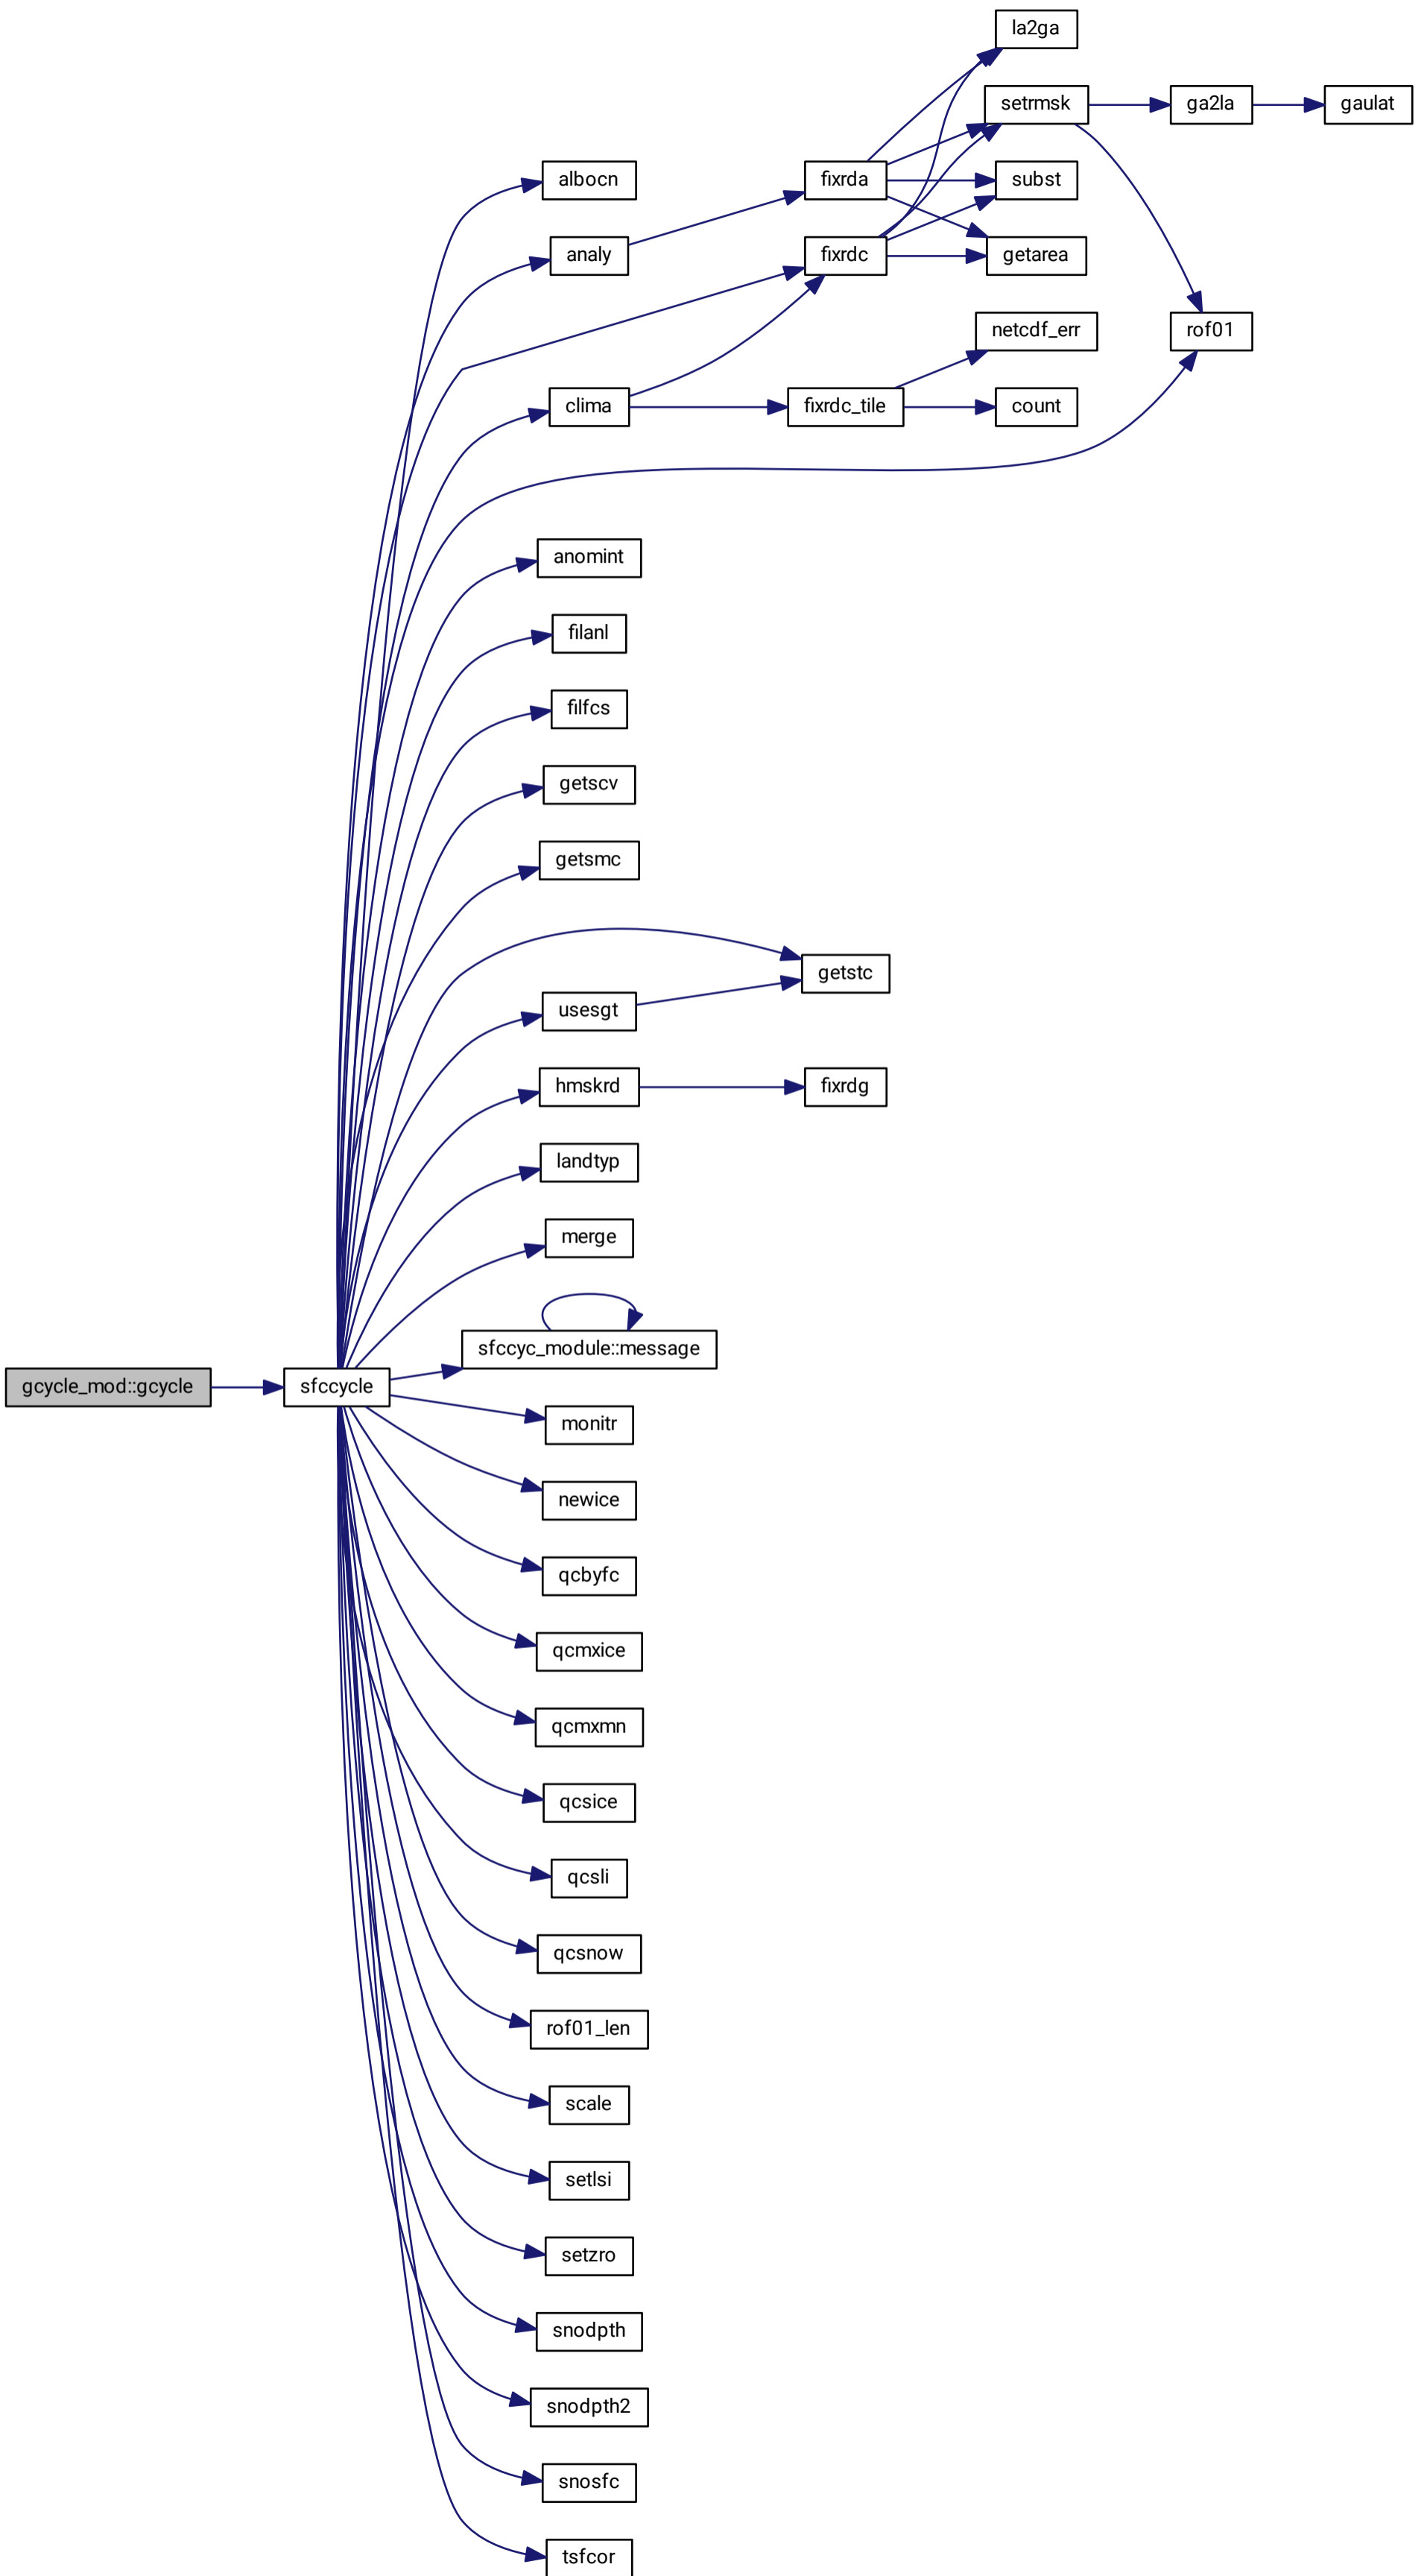 la2ga
setrmsk
ga2la
gaulat
albocn
fixrda
subst
analy
fixrdc
getarea
netcdf_err
rof01
clima
fixrdc_tile
count
anomint
filanl
filfcs
getscv
getsmc
getstc
usesgt
hmskrd
fixrdg
landtyp
merge
sfccyc_module::message
gcycle_mod::gcycle
sfccycle
monitr
newice
qcbyfc
qcmxice
qcmxmn
qcsice
qcsli
qcsnow
rof01_len
scale
setlsi
setzro
snodpth
snodpth2
snosfc
tsfcor